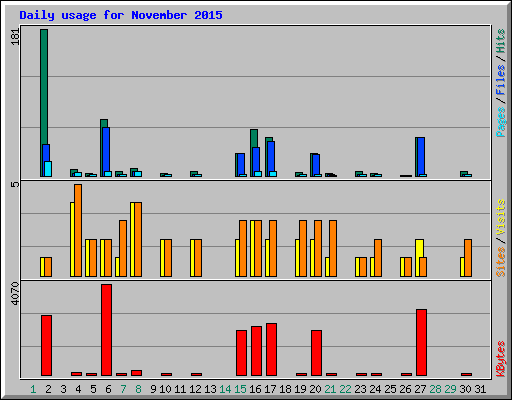 Daily usage for November 2015
181
Pages / Files / Hits
5
Sites / Visits
4070
KBytes
1 2 3 4 5 6 7 8 9 10 11 12 13 14 15 16 17 18 19 20 21 22 23 24 25 26 27 28 29 30 31